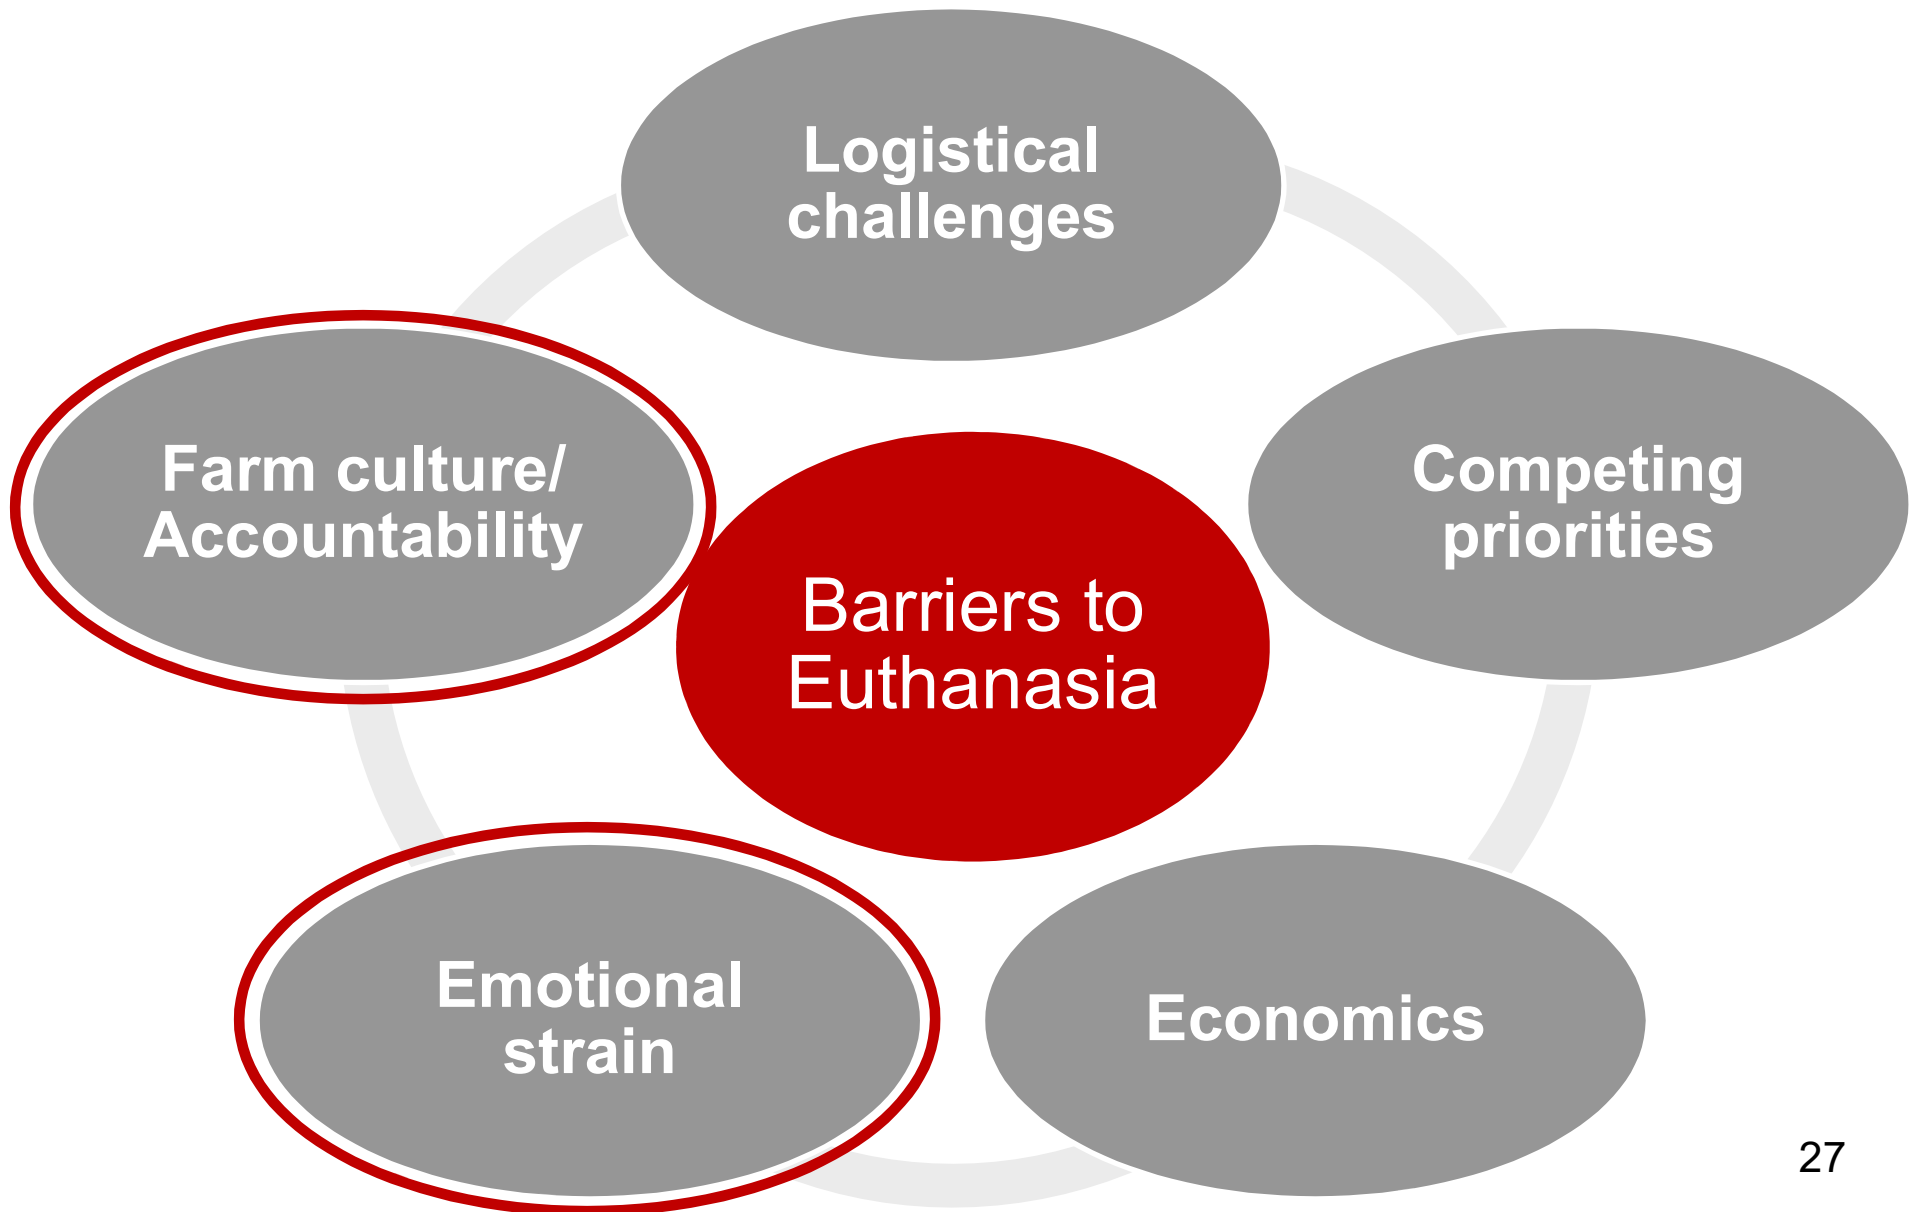 Logistical
challenges
Farm culture/
Accountability
Competing
priorities
Barriers to
Euthanasia
Emotional
strain
Economics
27